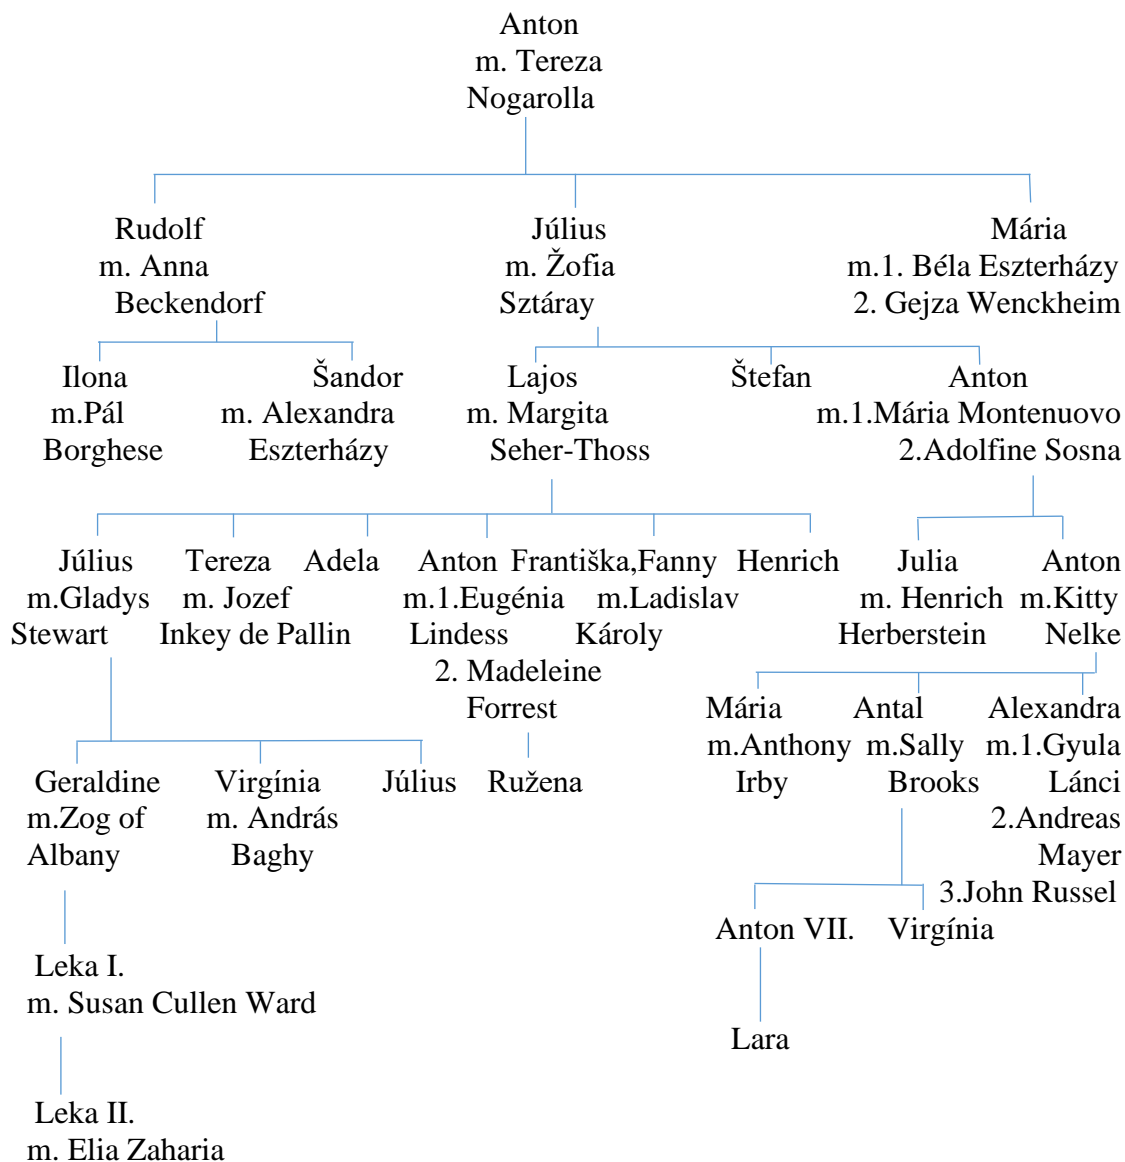 Anton
m. Tereza
Nogarolla
Rudolf Július Mária
m. Anna m. Žofia m.1. Béla Eszterházy
Beckendorf Sztáray 2. Gejza Wenckheim
Ilona Šandor Lajos Štefan Anton
m.Pál m. Alexandra m. Margita m.1.Mária Montenuovo
Borghese Eszterházy Seher-Thoss 2.Adolfine Sosna
Július Tereza Adela Anton Františka,Fanny Henrich Julia Anton
m.Gladys m. Jozef m.1.Eugénia m.Ladislav m. Henrich m.Kitty
Stewart Inkey de Pallin Lindess Károly Herberstein Nelke
2. Madeleine
Forrest Mária Antal Alexandra
m.Anthony m.Sally m.1.Gyula
Geraldine Virgínia Július Ružena Irby Brooks Lánci
m.Zog of m. András 2.Andreas
Albany Baghy Mayer
3.John Russel
Anton VII. Virgínia
Leka I.
m. Susan Cullen Ward
Lara
Leka II.
m. Elia Zaharia